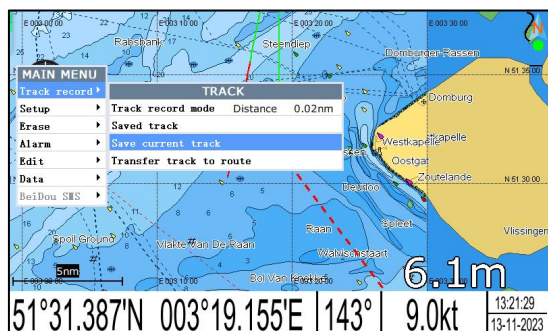 E 003 00 00
E 003 10 00
E 003 20 00
E 003 30 00
N
Rabsbank
Steendiep
Domburger Rassen
MAIN MENU
Track record
Setup
Erase
Alarm
Edit
Data
BeiDou SMS
TRACK
Track record mode Distance 0.02nm
Saved track
Save current track
Transfer track to route
N 51 36 00
Domburg
Westkapelle
Oostgat
Zoutelande
N 51 30 00
Deurloo
Spleet
Raan
Vlissingen
Spoil Ground
Vlakte Van De Raan
Walvischstaart
5nm
6.1m
51°31.387'N 003°19.155'E 143° 9.0kt 13:21:29
13-11-2023